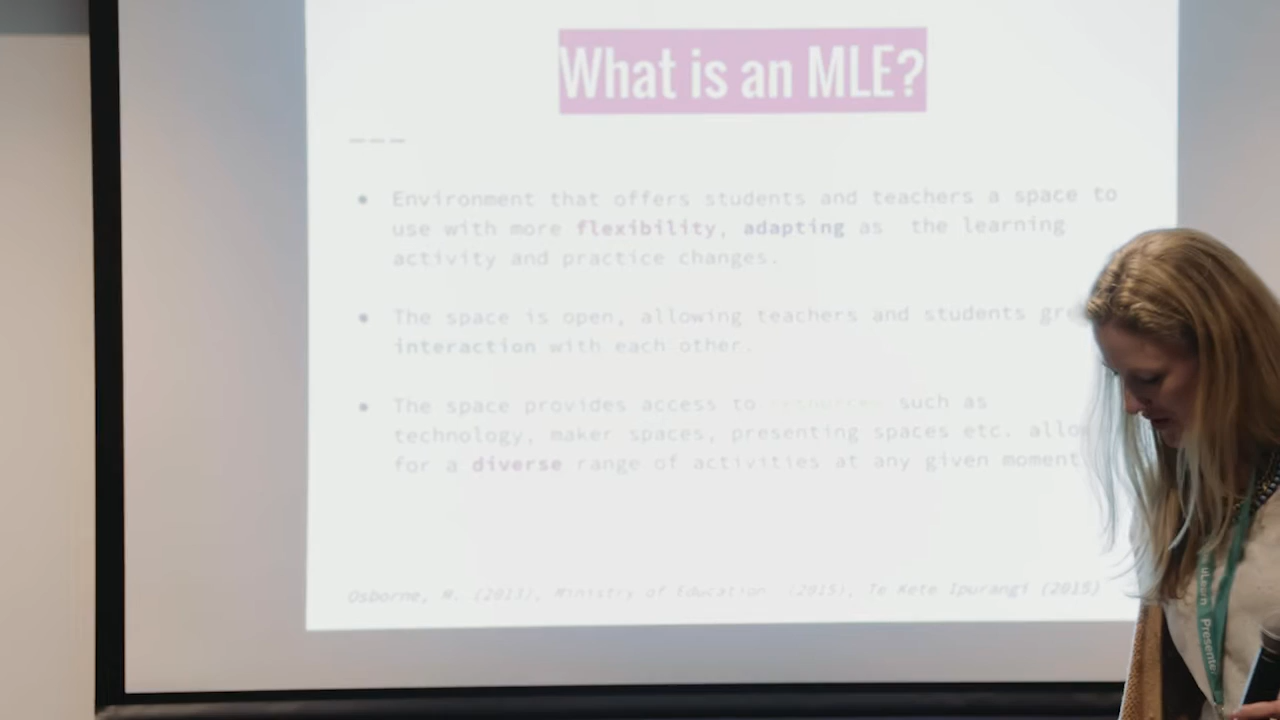 What is an MLE?
● Environment that offers students and teachers a space to
use with more flexibility, adapting as the learning
activity and practice changes.
● The space is open, allowing teachers and students
interaction with each other.
● The space provides access to resources such as
technology, maker spaces, presenting spaces etc.
for a diverse range of activities at any given moment
Osborne, M. (2013), Ministry of Education (2015), Te Kete Ipurangi (2015)
uLearn Presenter